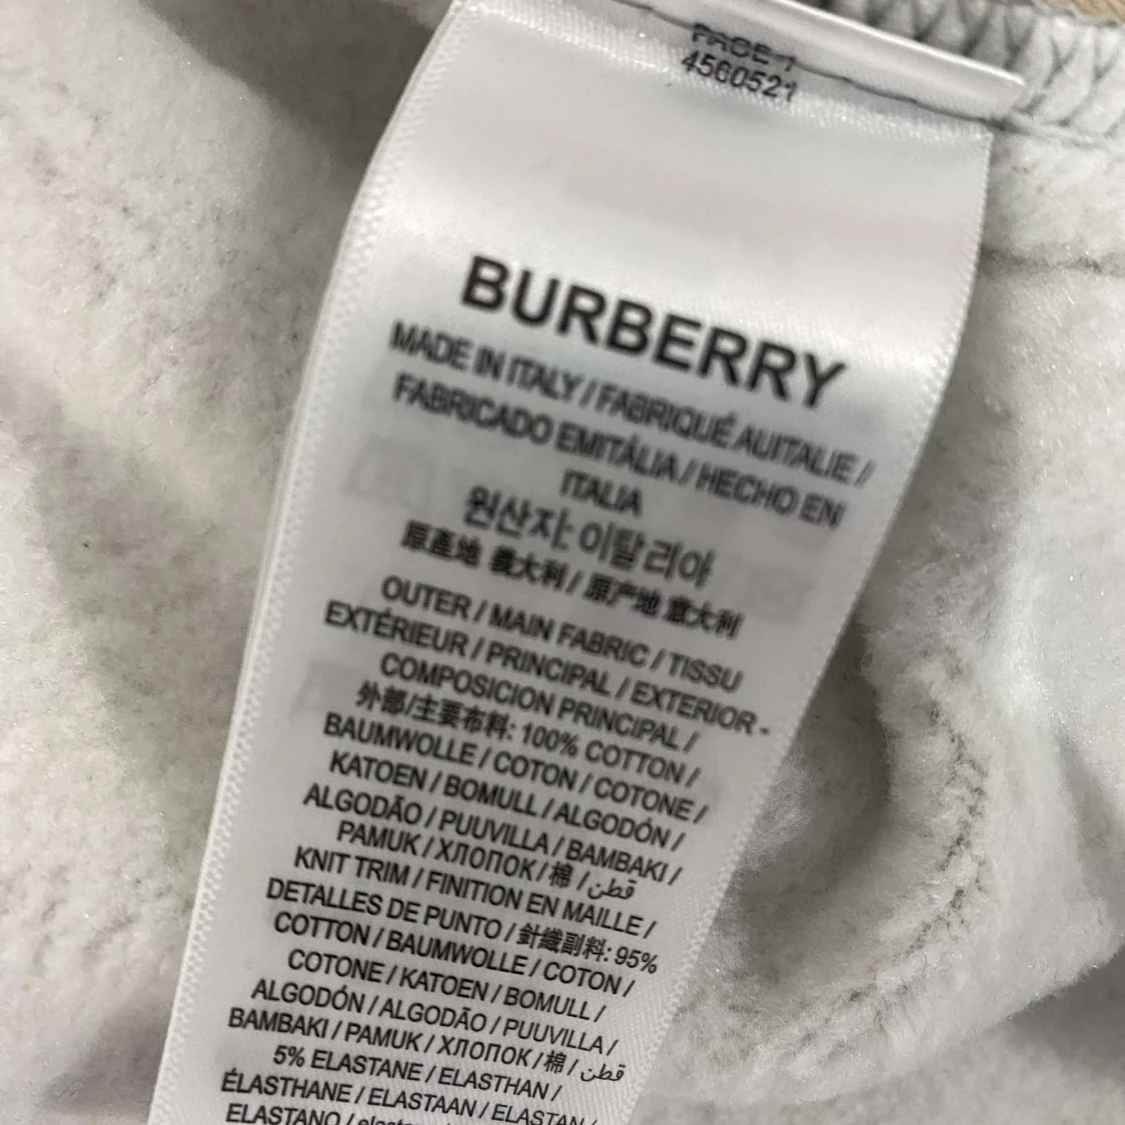 PAGE 1
4560521
BURBERRY
MADE IN ITALY / FABRIQUÉ AUITALIE /
FABRICADO EMITÁLIA / HECHO EN
ITALIA
원산자: 이탈리아
原產地 義大利 / 原产地 意大利
OUTER / MAIN FABRIC / TISSU
EXTÉRIEUR / PRINCIPAL / EXTERIOR -
COMPOSICION PRINCIPAL /
外部/主要布料: 100% COTTON /
BAUMWOLLE / COTON / COTONE /
KATOEN / BOMULL / ALGODÓN /
ALGODÃO / PUUVILLA / BAMBAKI /
PAMUK / ХЛОПОК / 棉 / قطن
KNIT TRIM / FINITION EN MAILLE /
DETALLES DE PUNTO / 針織副料: 95%
COTTON / BAUMWOLLE / COTON /
COTONE / KATOEN / BOMULL /
ALGODÓN / ALGODÃO / PUUVILLA /
BAMBAKI / PAMUK / ХЛОПОК / 棉 / قطن
5% ELASTANE / ELASTHAN /
ÉLASTHANE / ELASTAAN / ELASTAN /
ELASTANO /